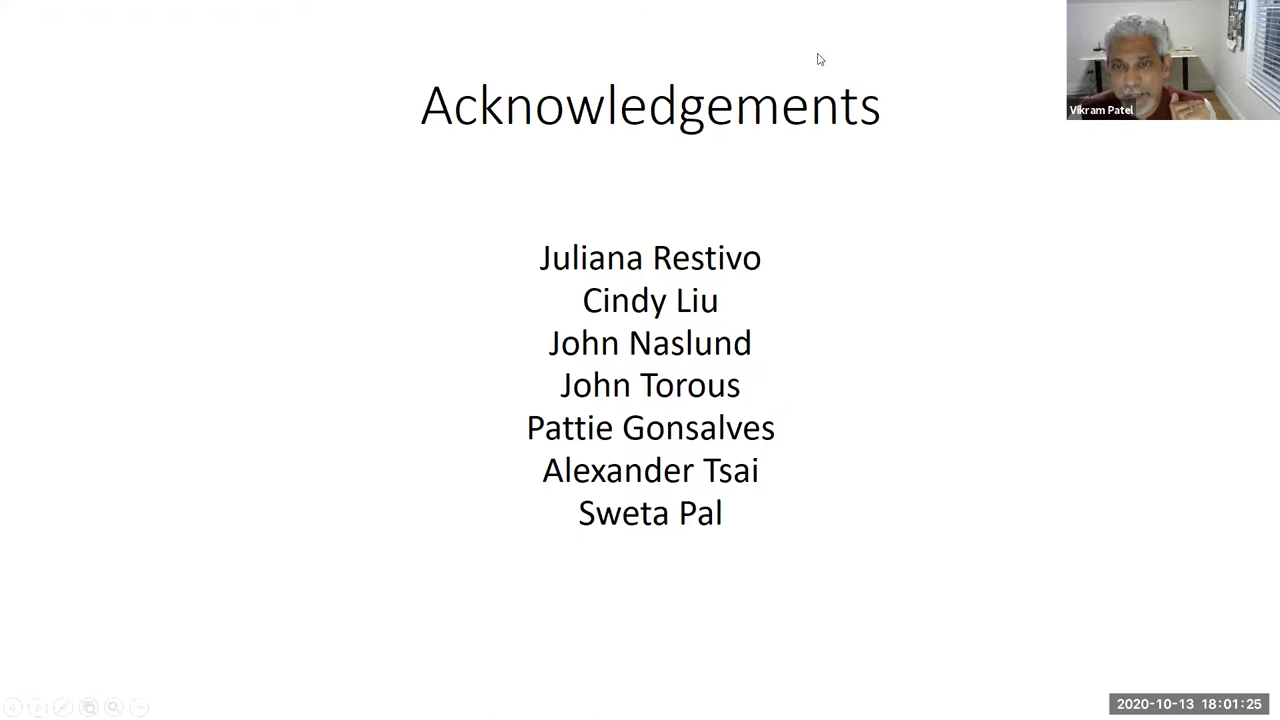 Acknowledgements
Vikram Patel
Juliana Restivo
Cindy Liu
John Naslund
John Torous
Pattie Gonsalves
Alexander Tsai
Sweta Pal
2020-10-13 18:01:25